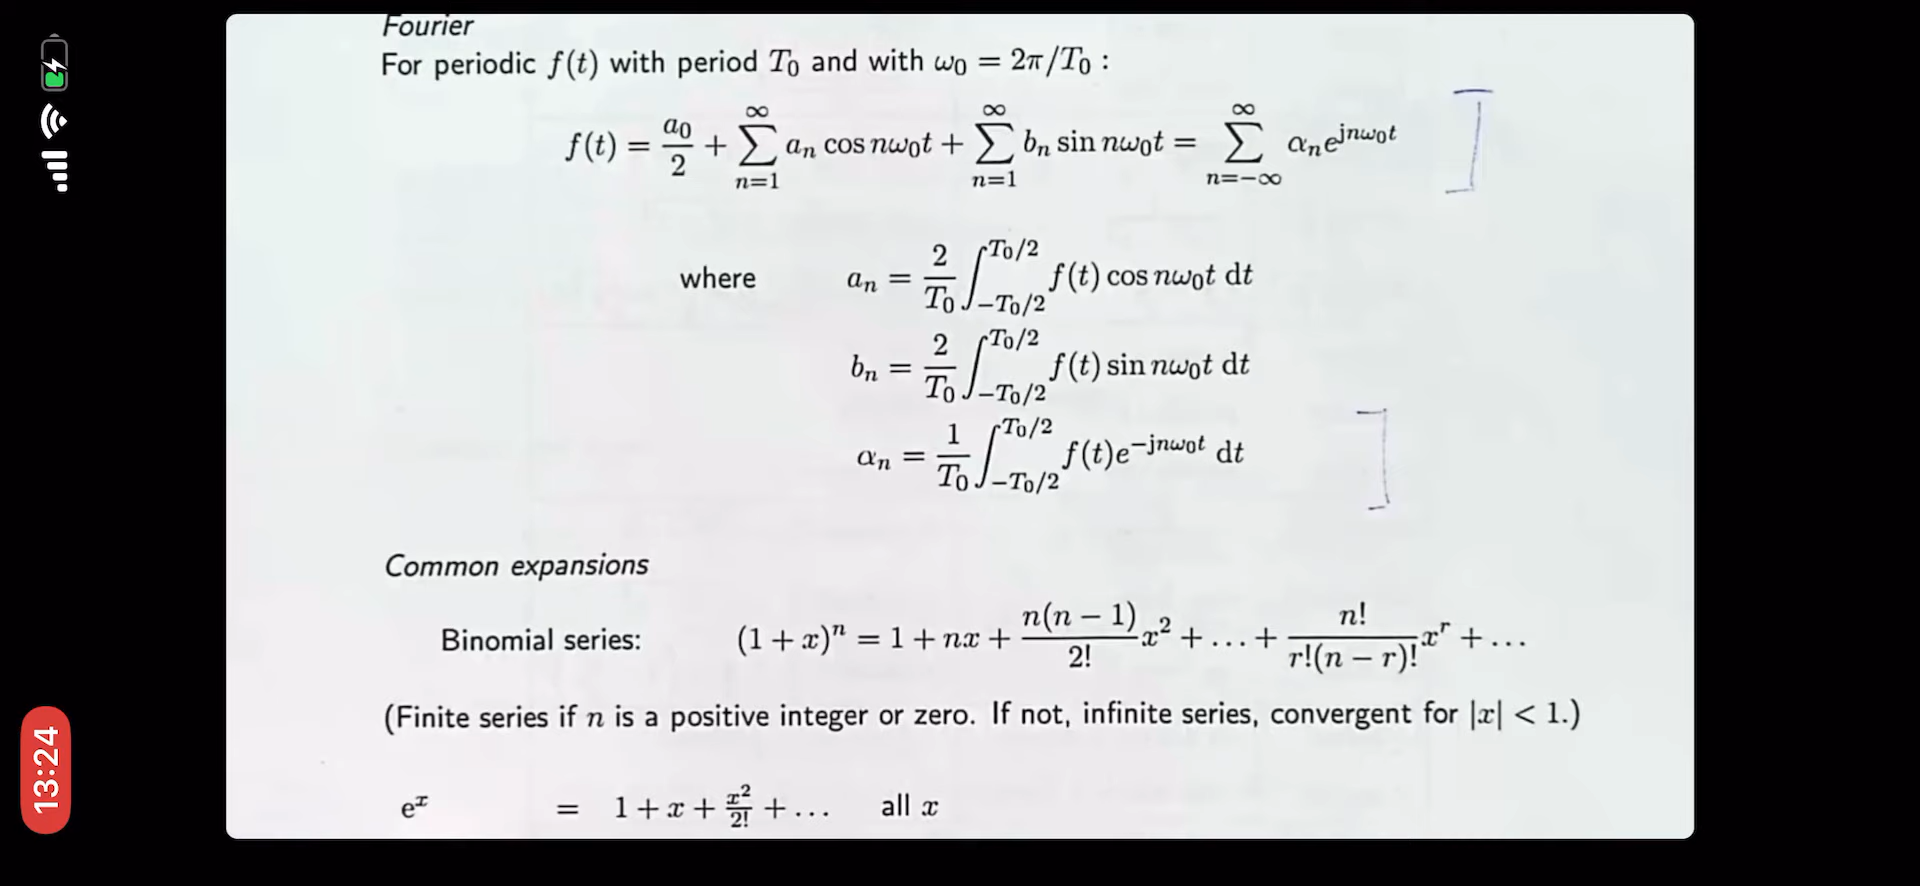 Fourier
For periodic f(t) with period T₀ and with ω₀ = 2π/T₀ :
f(t) = a₀/2 + ∑_{n=1}^{∞} aₙ cos nω₀t + ∑_{n=1}^{∞} bₙ sin nω₀t = ∑_{n=−∞}^{∞} αₙe^{jnω₀t}
where aₙ = 2/T₀ ∫_{−T₀/2}^{T₀/2} f(t) cos nω₀t dt
bₙ = 2/T₀ ∫_{−T₀/2}^{T₀/2} f(t) sin nω₀t dt
αₙ = 1/T₀ ∫_{−T₀/2}^{T₀/2} f(t)e^{−jnω₀t} dt
Common expansions
Binomial series: (1 + x)ⁿ = 1 + nx + n(n − 1)/2! x² + … + n!/r!(n − r)! xʳ + …
(Finite series if n is a positive integer or zero. If not, infinite series, convergent for |x| < 1.)
eˣ = 1 + x + x²/2! + … all x
13:24